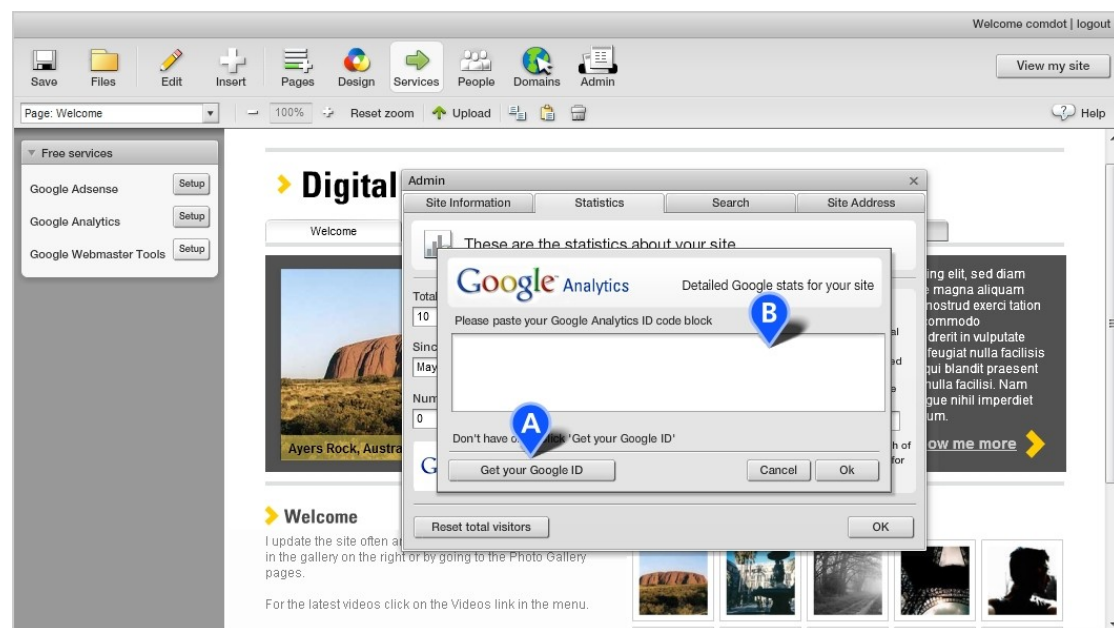 Welcome comdot | logout
Save Files Edit Insert Pages Design Services People Domains Admin
View my site
Page: Welcome
100% Reset zoom Upload
Help
Free services
Google Adsense Setup
Google Analytics Setup
Google Webmaster Tools Setup
Digital
Welcome
Ayers Rock, Austra
ing elit, sed diam
magna aliquam
nostrud exerci tation
ommodo
drerit in vulputate
feugiat nulla facilisis
qui blandit praesent
nulla facilisi. Nam
gue nihil imperdiet
um.
ow me more
Admin
Site Information Statistics Search Site Address
These are the statistics about your site
Total
10
Sinc
May
Num
0
G
al
ed
e
h of
for
Google Analytics
Detailed Google stats for your site
Please paste your Google Analytics ID code block
B
A
Don't have click 'Get your Google ID'
Get your Google ID Cancel Ok
Reset total visitors OK
Welcome
I update the site often a
in the gallery on the right or by going to the Photo Gallery
pages.
For the latest videos click on the Videos link in the menu.